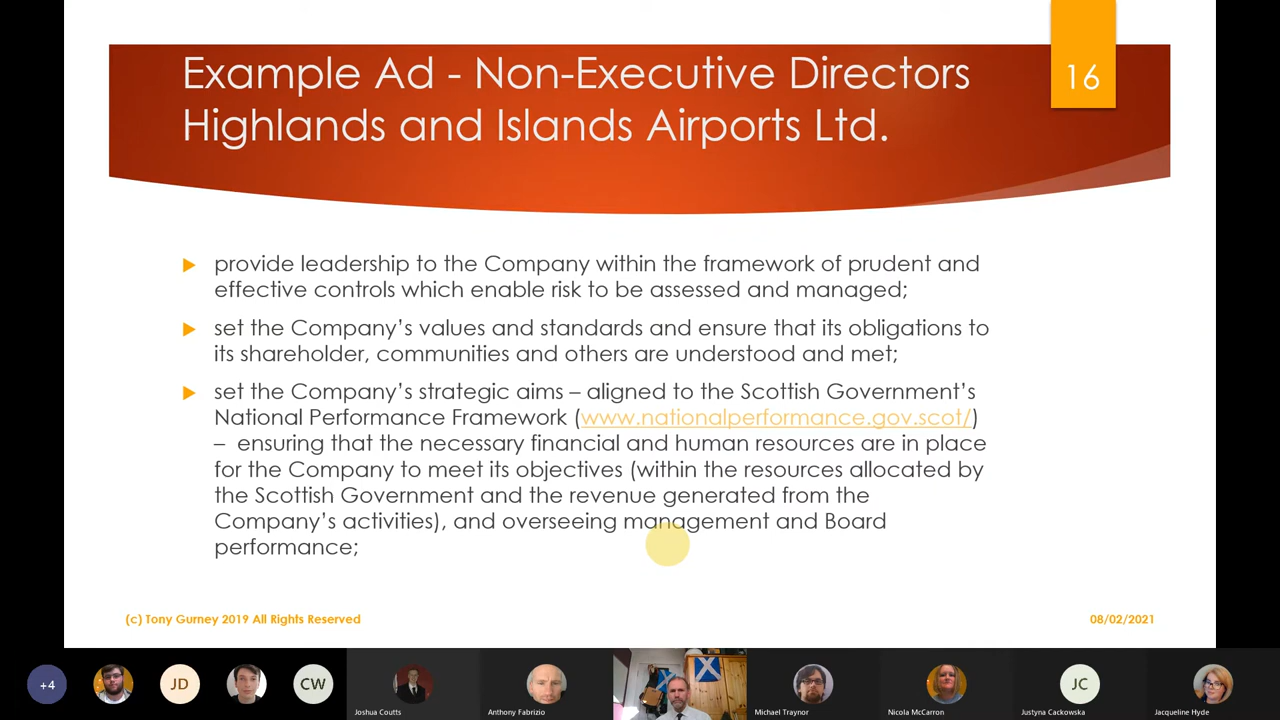 Example Ad - Non-Executive Directors
Highlands and Islands Airports Ltd.
16
provide leadership to the Company within the framework of prudent and
effective controls which enable risk to be assessed and managed;
set the Company’s values and standards and ensure that its obligations to
its shareholder, communities and others are understood and met;
set the Company’s strategic aims – aligned to the Scottish Government’s
National Performance Framework (www.nationalperformance.gov.scot/)
– ensuring that the necessary financial and human resources are in place
for the Company to meet its objectives (within the resources allocated by
the Scottish Government and the revenue generated from the
Company’s activities), and overseeing management and Board
performance;
(c) Tony Gurney 2019 All Rights Reserved
08/02/2021
+4
JD
CW
JC
Joshua Coutts
Anthony Fabrizio
Michael Traynor
Nicola McCarron
Justyna Cackowska
Jacqueline Hyde